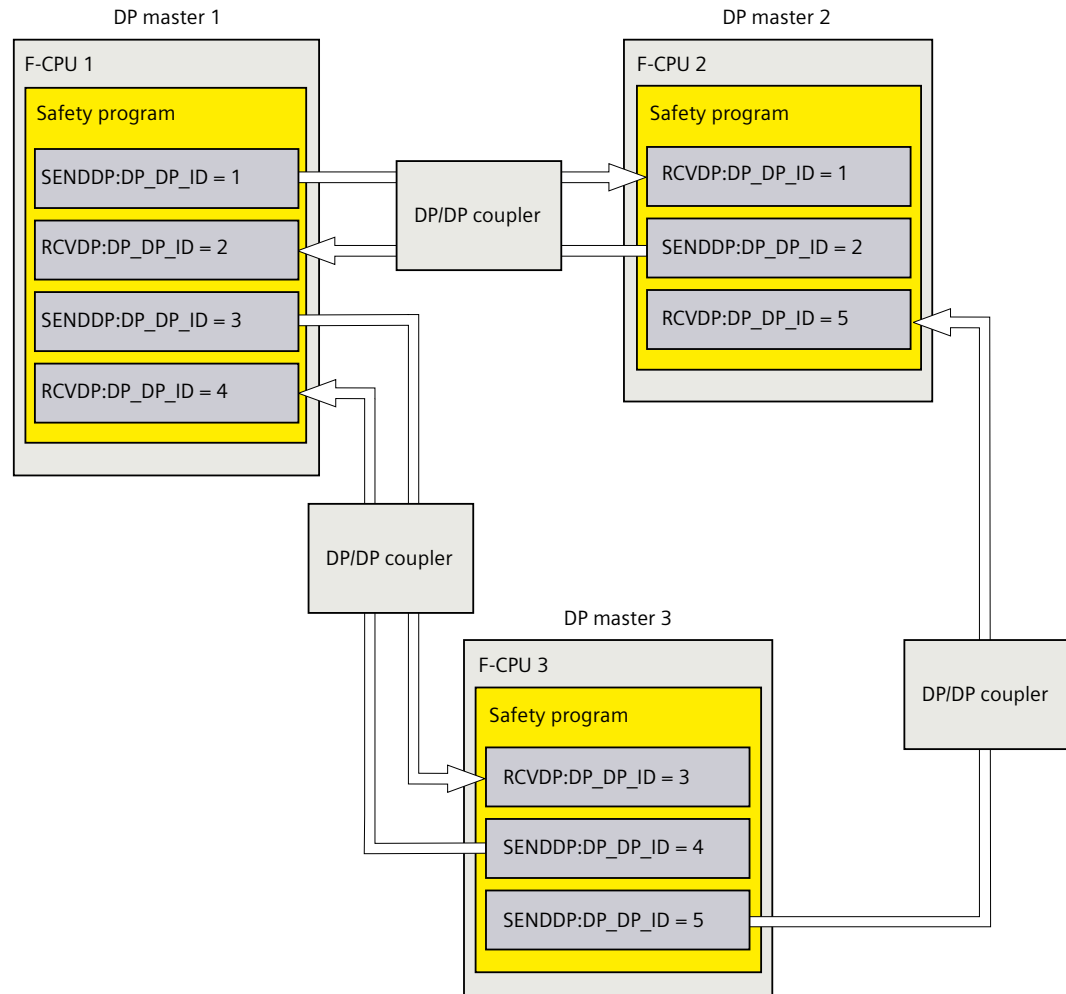 DP master 1
F-CPU 1
Safety program
SENDDP:DP_DP_ID = 1
RCVDP:DP_DP_ID = 2
SENDDP:DP_DP_ID = 3
RCVDP:DP_DP_ID = 4
DP/DP coupler
DP master 2
F-CPU 2
Safety program
RCVDP:DP_DP_ID = 1
SENDDP:DP_DP_ID = 2
RCVDP:DP_DP_ID = 5
DP/DP coupler
DP master 3
F-CPU 3
Safety program
RCVDP:DP_DP_ID = 3
SENDDP:DP_DP_ID = 4
SENDDP:DP_DP_ID = 5
DP/DP coupler